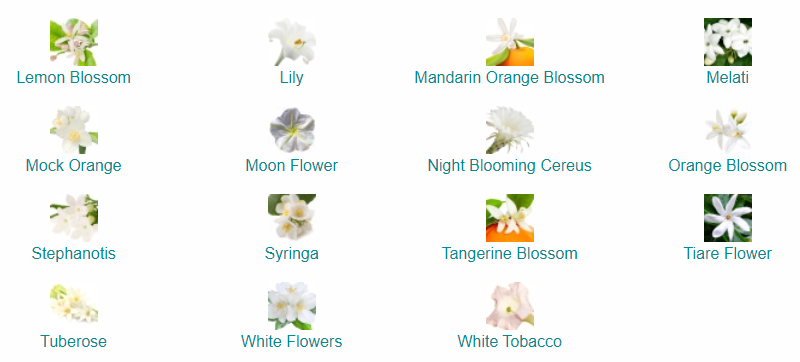 Lemon Blossom
Lily
Mandarin Orange Blossom
Melati
Mock Orange
Moon Flower
Night Blooming Cereus
Orange Blossom
Stephanotis
Syringa
Tangerine Blossom
Tiare Flower
Tuberose
White Flowers
White Tobacco